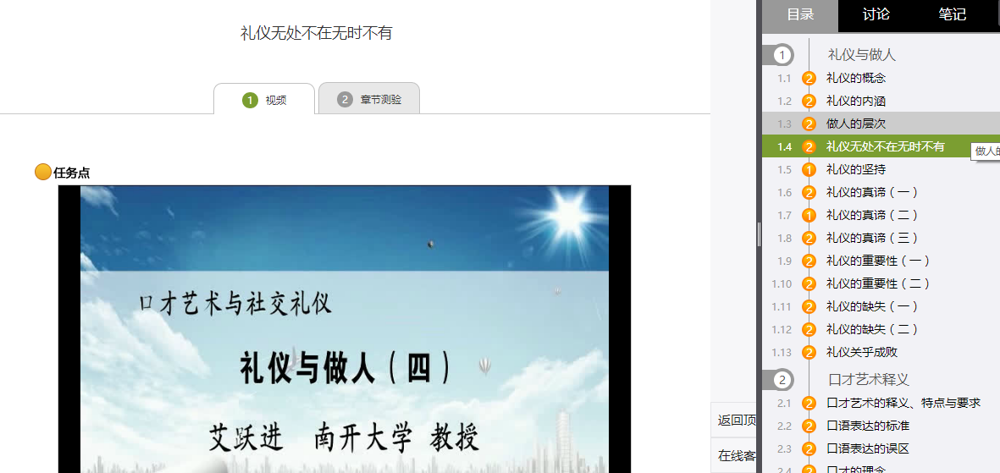 礼仪无处不在无时不有
1 视频
2 章节测验
任务点
口才艺术与社交礼仪
礼仪与做人（四）
艾跃进 南开大学 教授
返回顶
在线客
目录 讨论 笔记
1 礼仪与做人
1.1 2 礼仪的概念
1.2 2 礼仪的内涵
1.3 2 做人的层次
1.4 2 礼仪无处不在无时不有
做人的
1.5 1 礼仪的坚持
1.6 2 礼仪的真谛（一）
1.7 1 礼仪的真谛（二）
1.8 2 礼仪的真谛（三）
1.9 2 礼仪的重要性（一）
1.10 2 礼仪的重要性（二）
1.11 2 礼仪的缺失（一）
1.12 2 礼仪的缺失（二）
1.13 2 礼仪关乎成败
2 口才艺术释义
2.1 2 口才艺术的释义、特点与要求
2.2 2 口语表达的标准
2.3 2 口语表达的误区
2.4 2 口才的理念